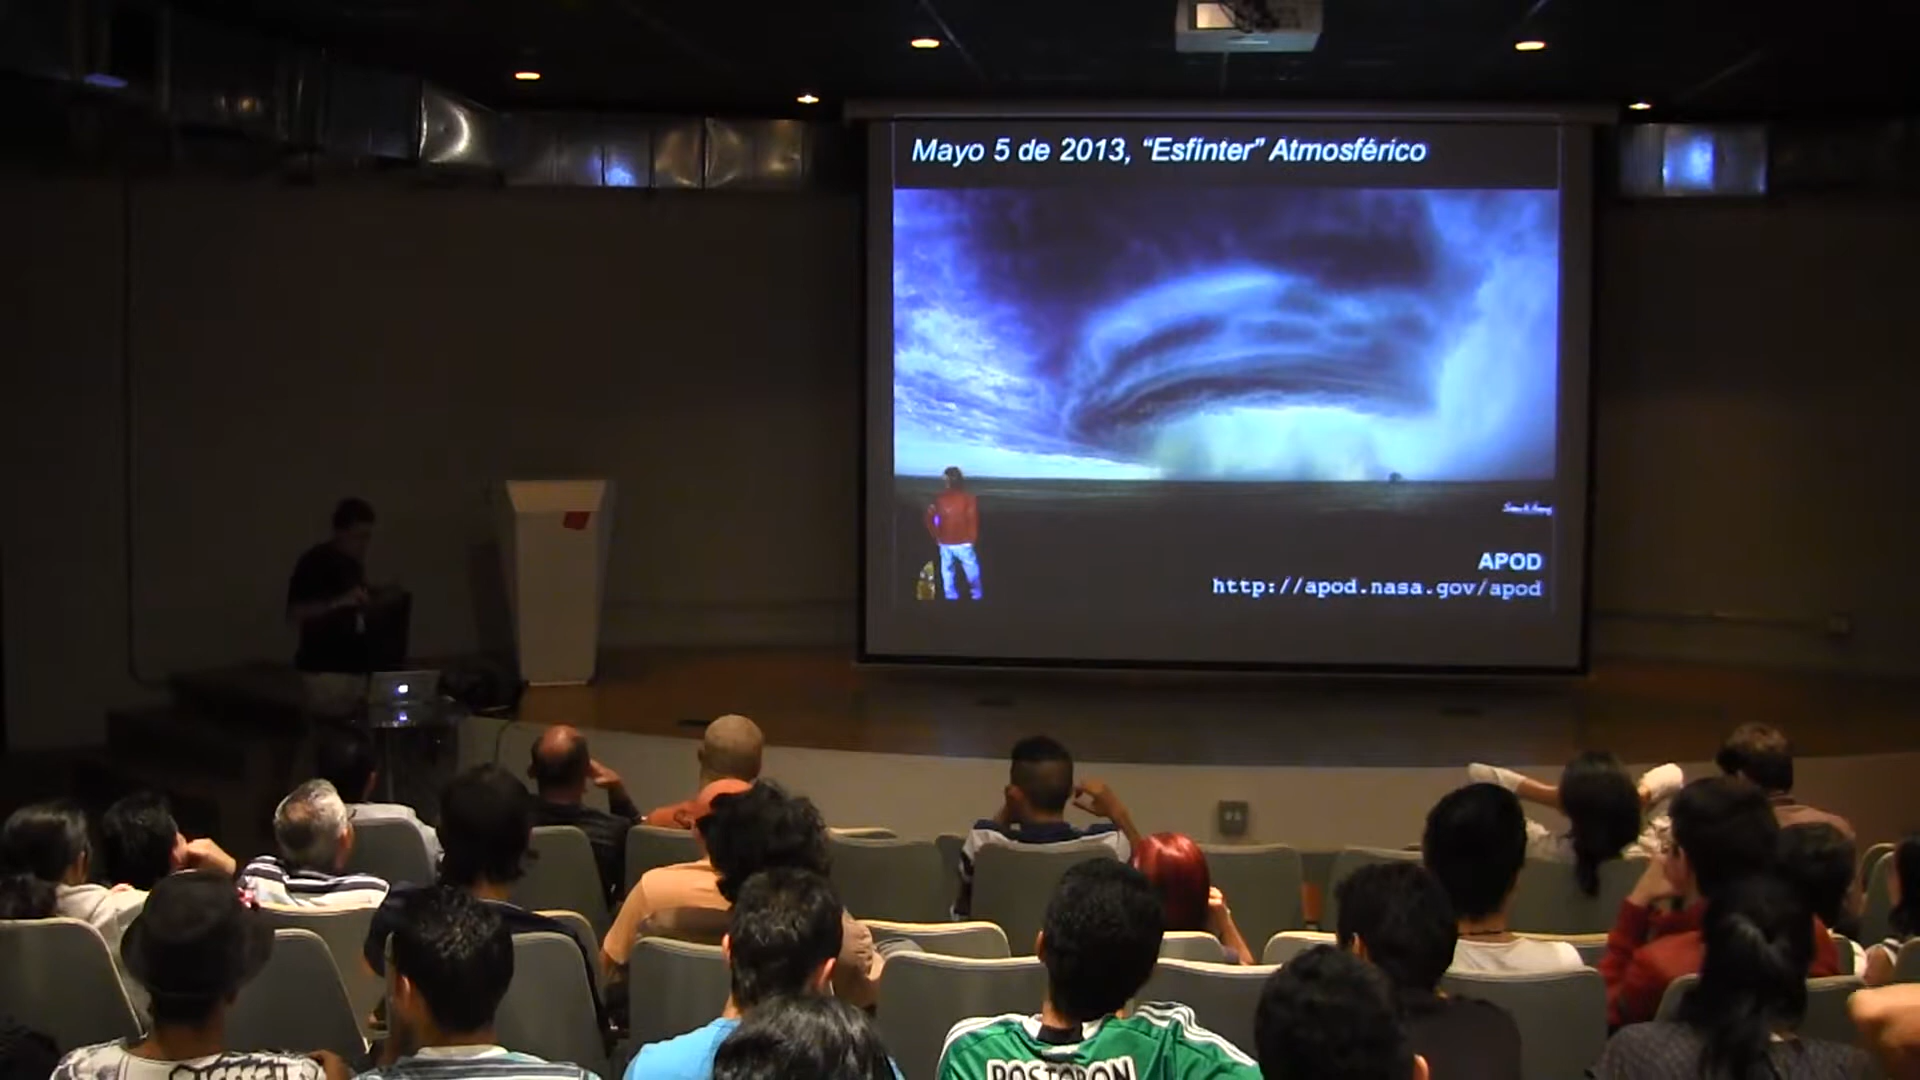 Mayo 5 de 2013, “Esfínter” Atmosférico
APOD
http://apod.nasa.gov/apod
POSTOBON